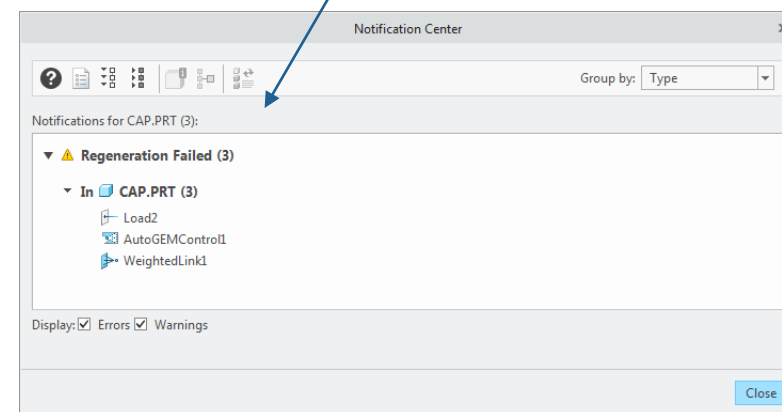 Notification Center
Group by: Type
Notifications for CAP.PRT (3):
Regeneration Failed (3)
In CAP.PRT (3)
Load2
AutoGEMControl1
WeightedLink1
Display: Errors Warnings
Close